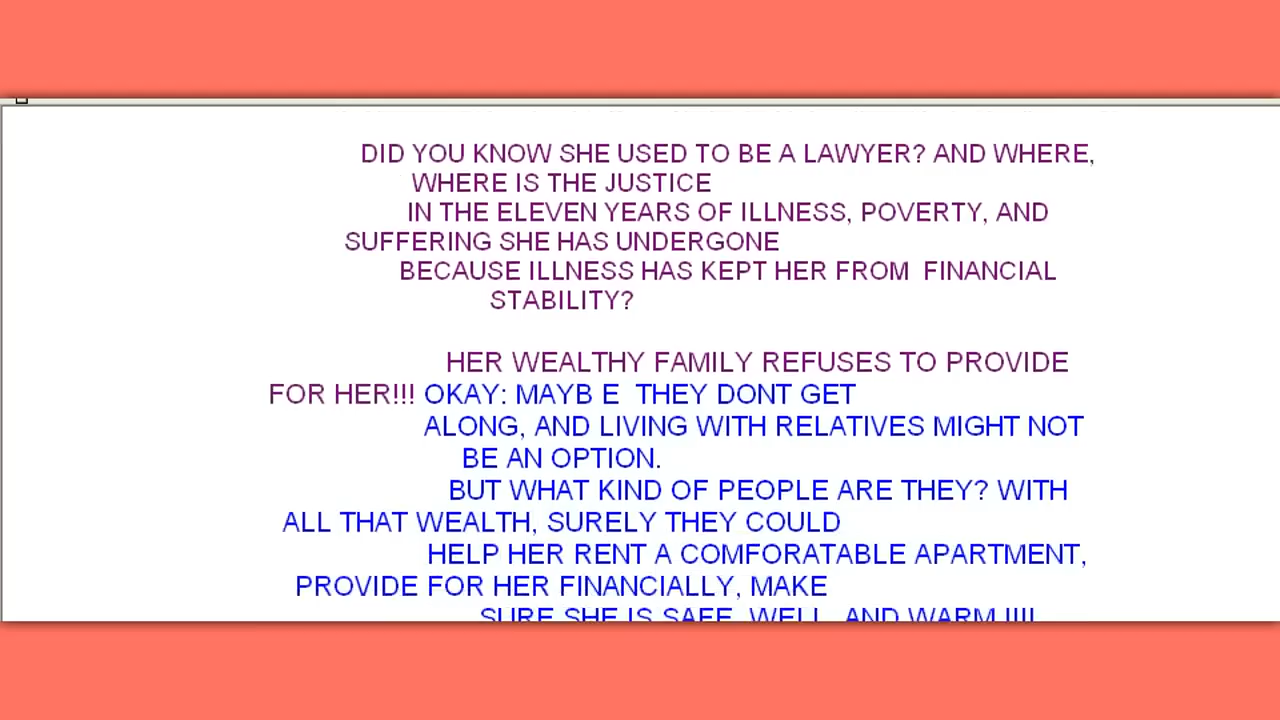 DID YOU KNOW SHE USED TO BE A LAWYER? AND WHERE,
WHERE IS THE JUSTICE
IN THE ELEVEN YEARS OF ILLNESS, POVERTY, AND
SUFFERING SHE HAS UNDERGONE
BECAUSE ILLNESS HAS KEPT HER FROM  FINANCIAL
STABILITY?
HER WEALTHY FAMILY REFUSES TO PROVIDE
FOR HER!!! OKAY: MAYB E  THEY DONT GET
ALONG, AND LIVING WITH RELATIVES MIGHT NOT
BE AN OPTION.
BUT WHAT KIND OF PEOPLE ARE THEY? WITH
ALL THAT WEALTH, SURELY THEY COULD
HELP HER RENT A COMFORATABLE APARTMENT,
PROVIDE FOR HER FINANCIALLY, MAKE
SURE SHE IS SAFE, WELL, AND WARM !!!!